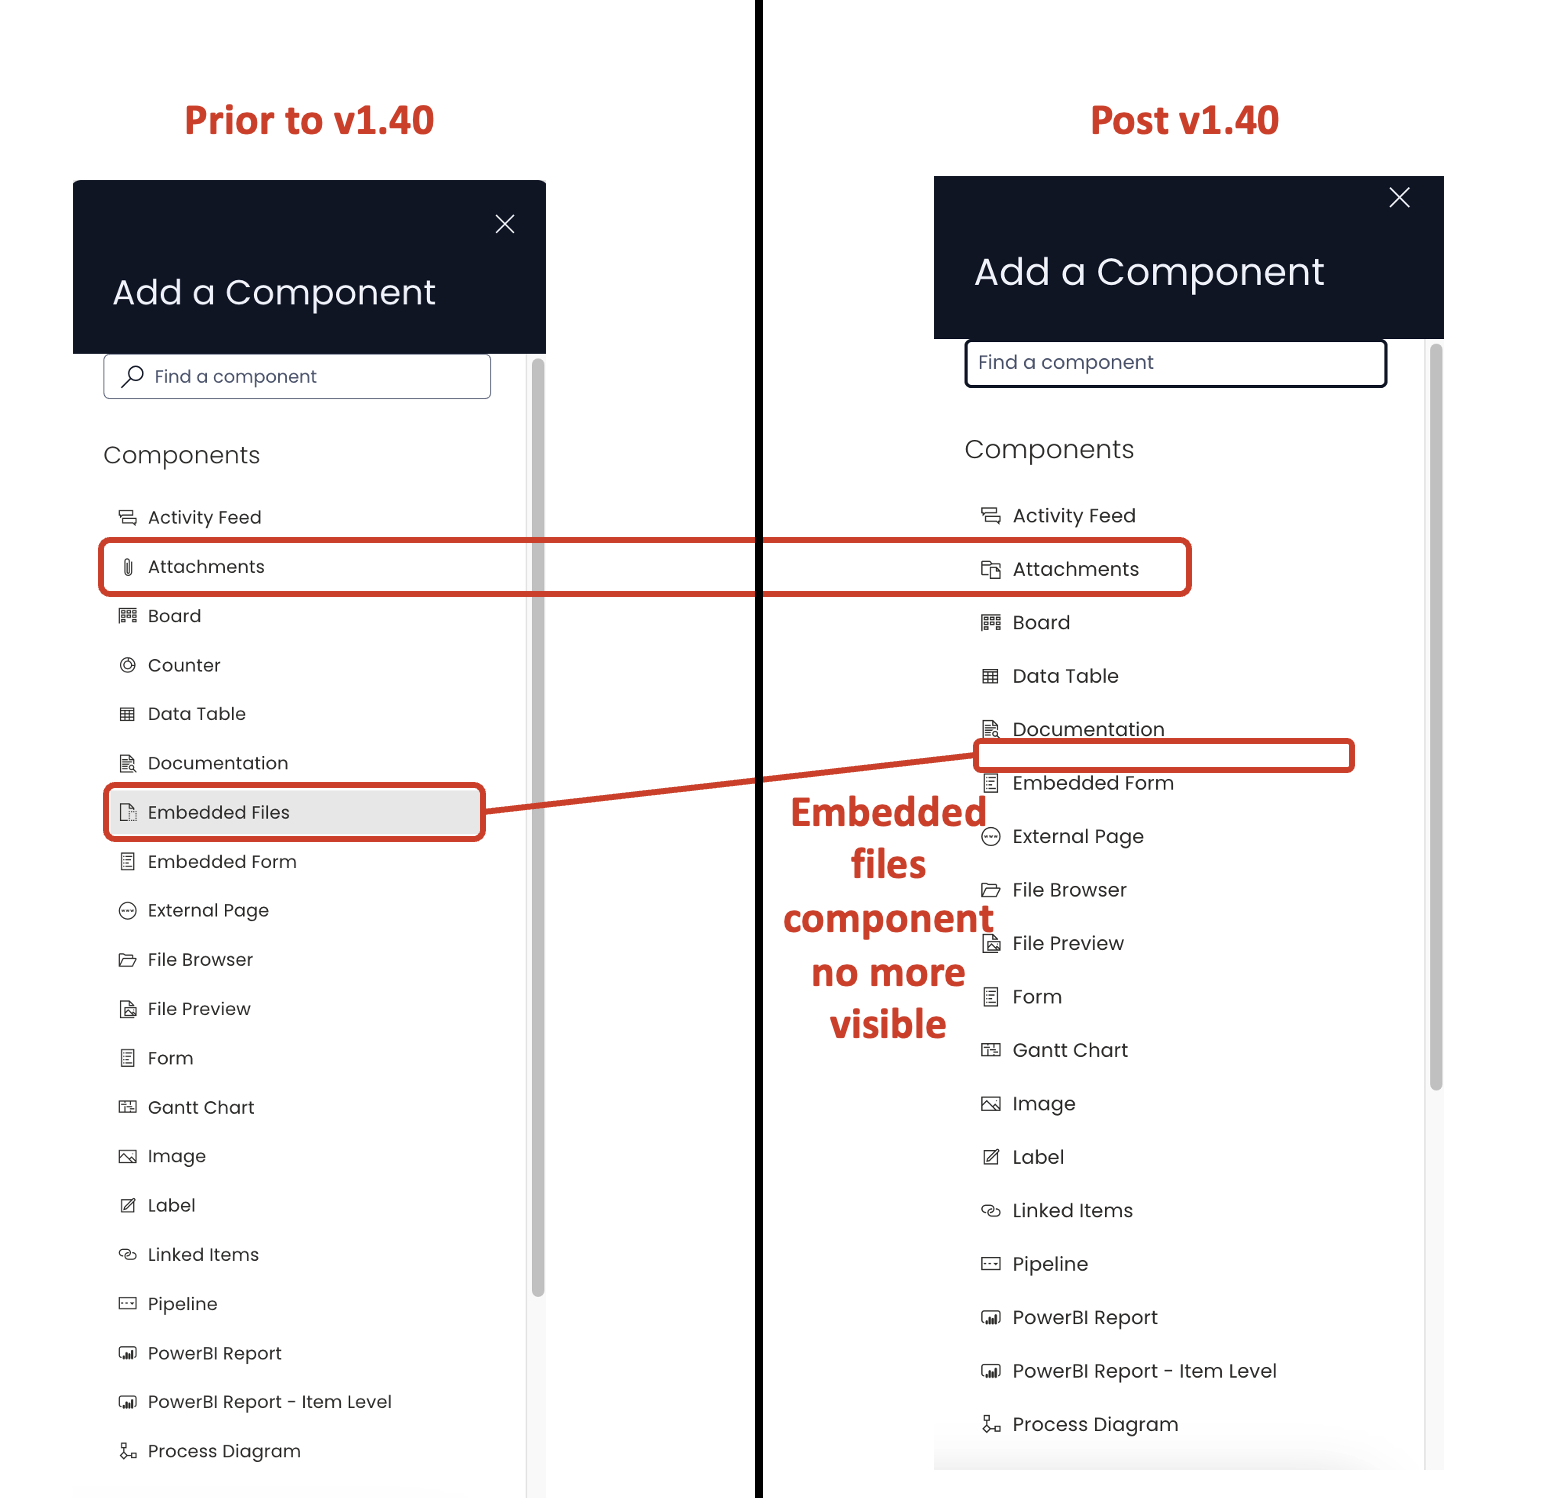 Prior to v1.40
Add a Component
Find a component
Components
Activity Feed
Attachments
Board
Counter
Data Table
Documentation
Embedded Files
Embedded Form
External Page
File Browser
File Preview
Form
Gantt Chart
Image
Label
Linked Items
Pipeline
PowerBI Report
PowerBI Report - Item Level
Process Diagram
Post v1.40
Add a Component
Find a component
Components
Activity Feed
Attachments
Board
Data Table
Documentation
Embedded Form
External Page
File Browser
File Preview
Form
Gantt Chart
Image
Label
Linked Items
Pipeline
PowerBI Report
PowerBI Report - Item Level
Process Diagram
Embedded
files
component
no more
visible